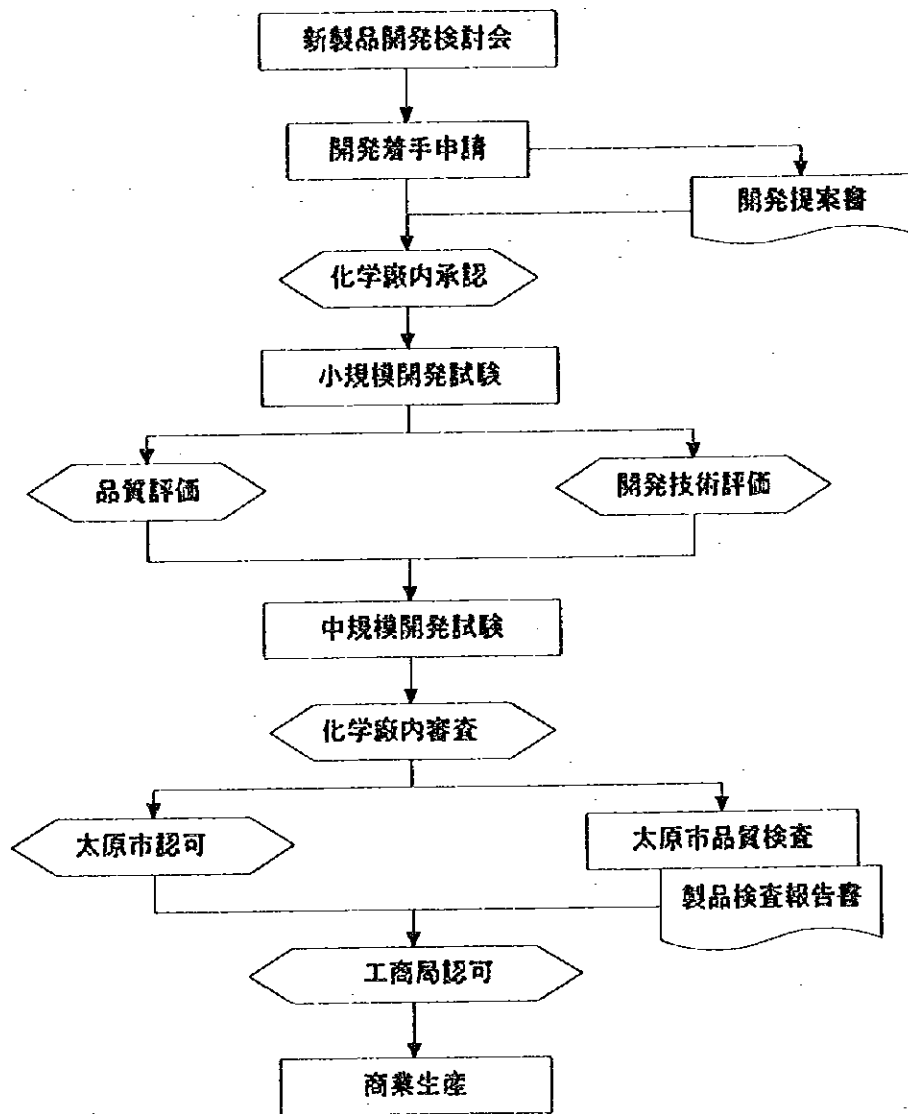 新製品開発検討会
開発着手申請
開発提案書
化学廠内承認
小規模開発試験
品質評価
開発技術評価
中規模開発試験
化学廠内審査
太原市認可
太原市品質検査
製品検査報告書
工商局認可
商業生産